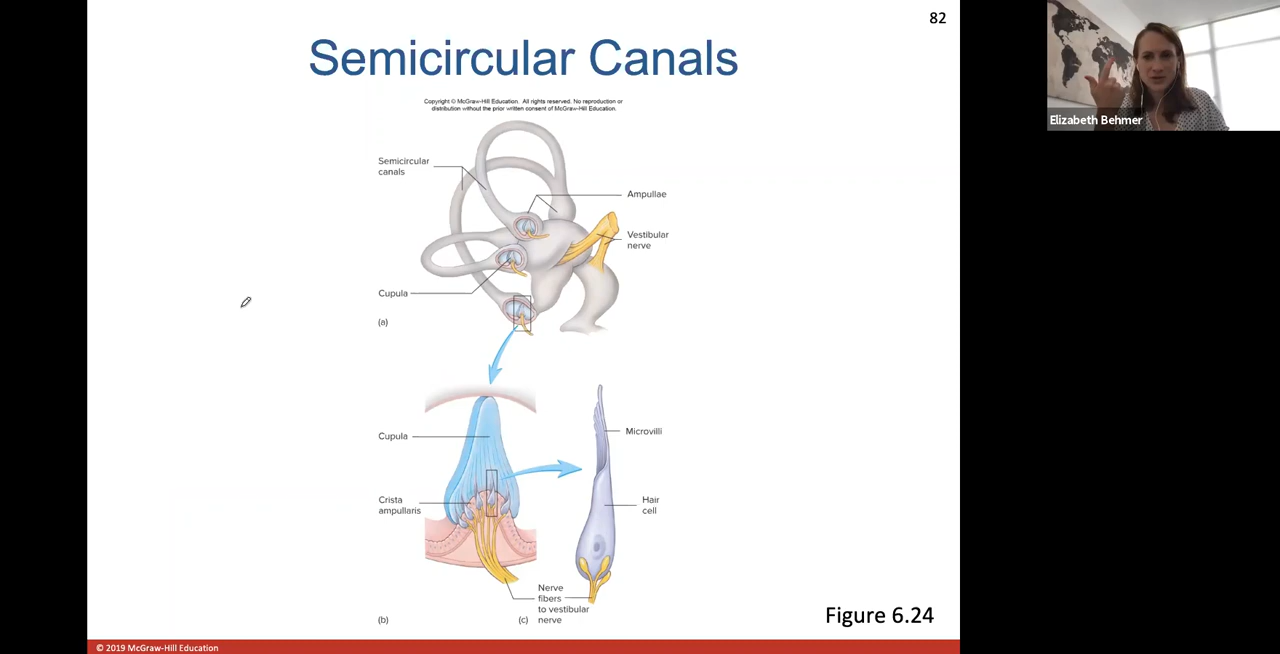 82
Semicircular Canals
Copyright © McGraw-Hill Education. All rights reserved. No reproduction or
distribution without the prior written consent of McGraw-Hill Education.
Elizabeth Behmer
Semicircular
canals
Ampullae
Vestibular
nerve
Cupula
(a)
Cupula
Microvilli
Crista
ampullaris
Hair
cell
Nerve
fibers
to vestibular
nerve
(b)
(c)
Figure 6.24
© 2019 McGraw-Hill Education